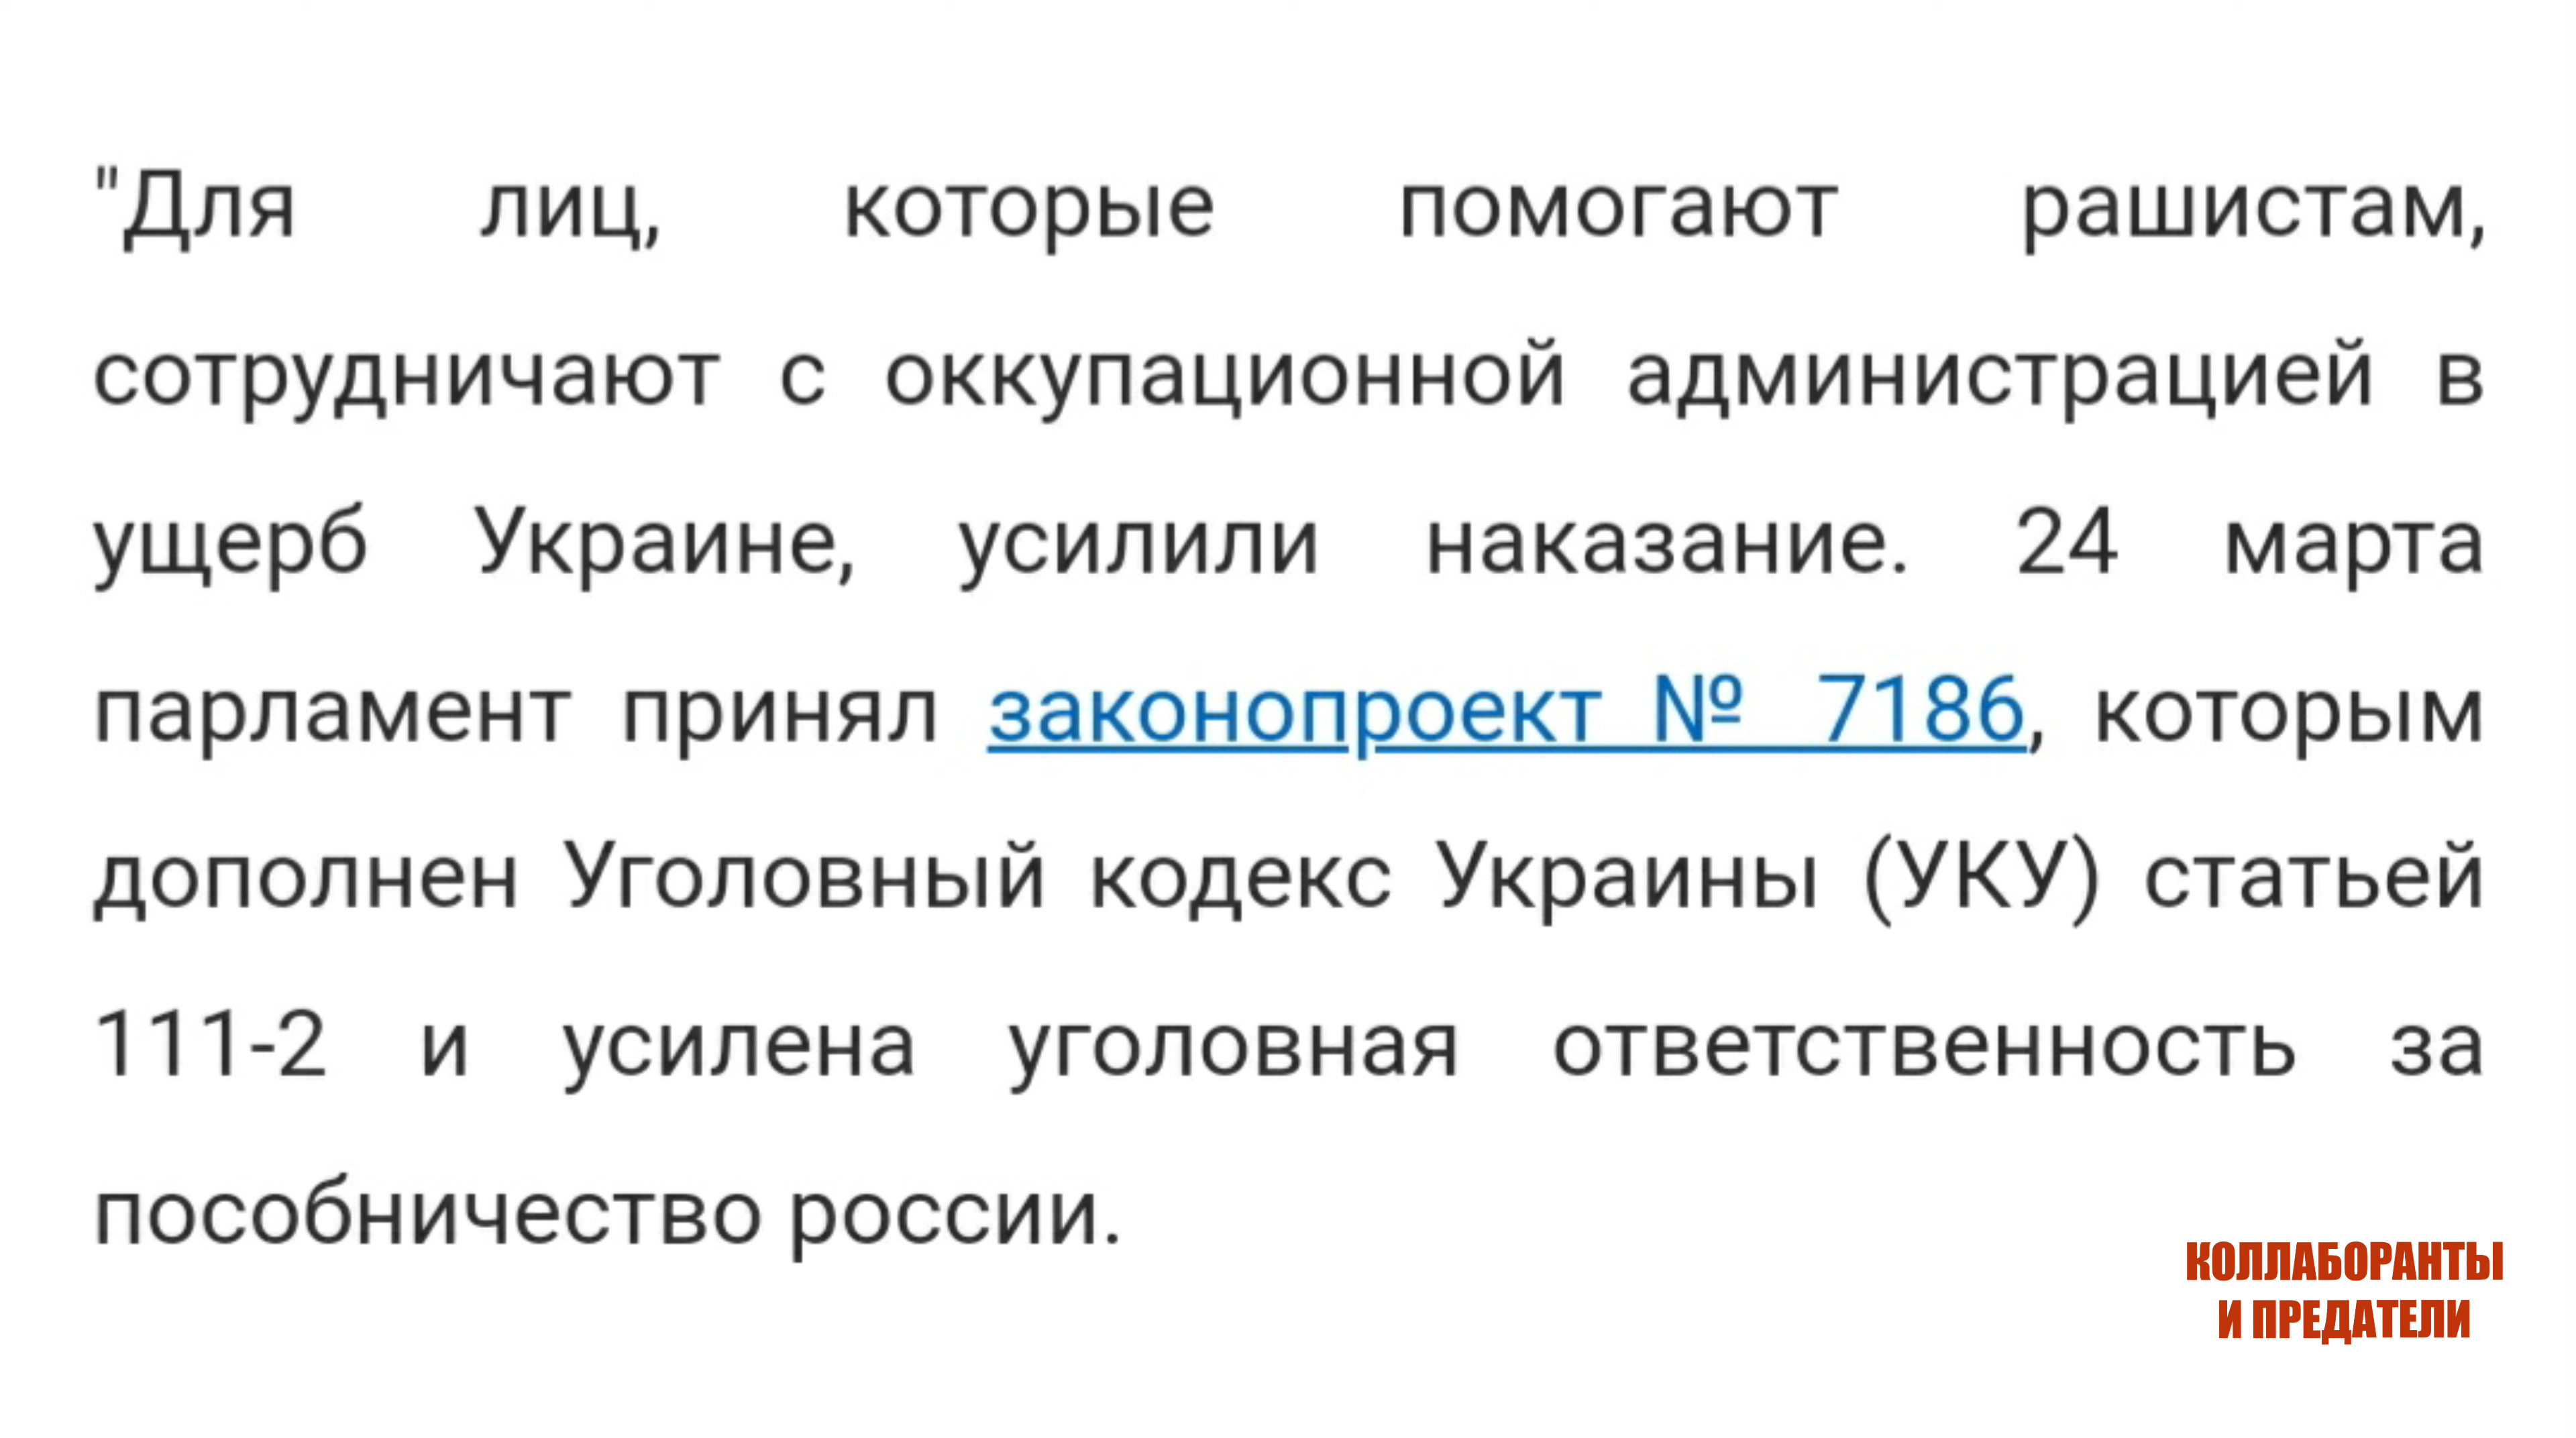 "Для лиц, которые помогают рашистам,
сотрудничают с оккупационной администрацией в
ущерб Украине, усилили наказание. 24 марта
парламент принял законопроект № 7186, которым
дополнен Уголовный кодекс Украины (УКУ) статьей
111-2 и усилена уголовная ответственность за
пособничество россии.
КОЛЛАБОРАНТЫ
И ПРЕДАТЕЛИ